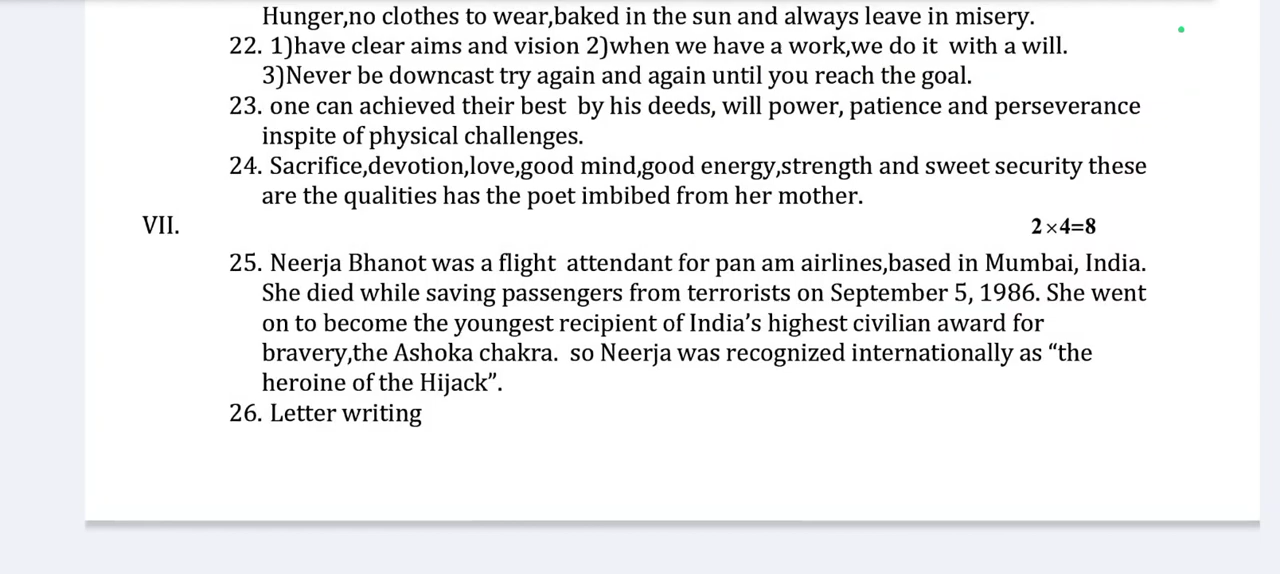 Hunger,no clothes to wear,baked in the sun and always leave in misery.
22. 1)have clear aims and vision 2)when we have a work,we do it with a will.
3)Never be downcast try again and again until you reach the goal.
23. one can achieved their best by his deeds, will power, patience and perseverance
inspite of physical challenges.
24. Sacrifice,devotion,love,good mind,good energy,strength and sweet security these
are the qualities has the poet imbibed from her mother.
VII. 2×4=8
25. Neerja Bhanot was a flight attendant for pan am airlines,based in Mumbai, India.
She died while saving passengers from terrorists on September 5, 1986. She went
on to become the youngest recipient of India’s highest civilian award for
bravery,the Ashoka chakra. so Neerja was recognized internationally as “the
heroine of the Hijack”.
26. Letter writing